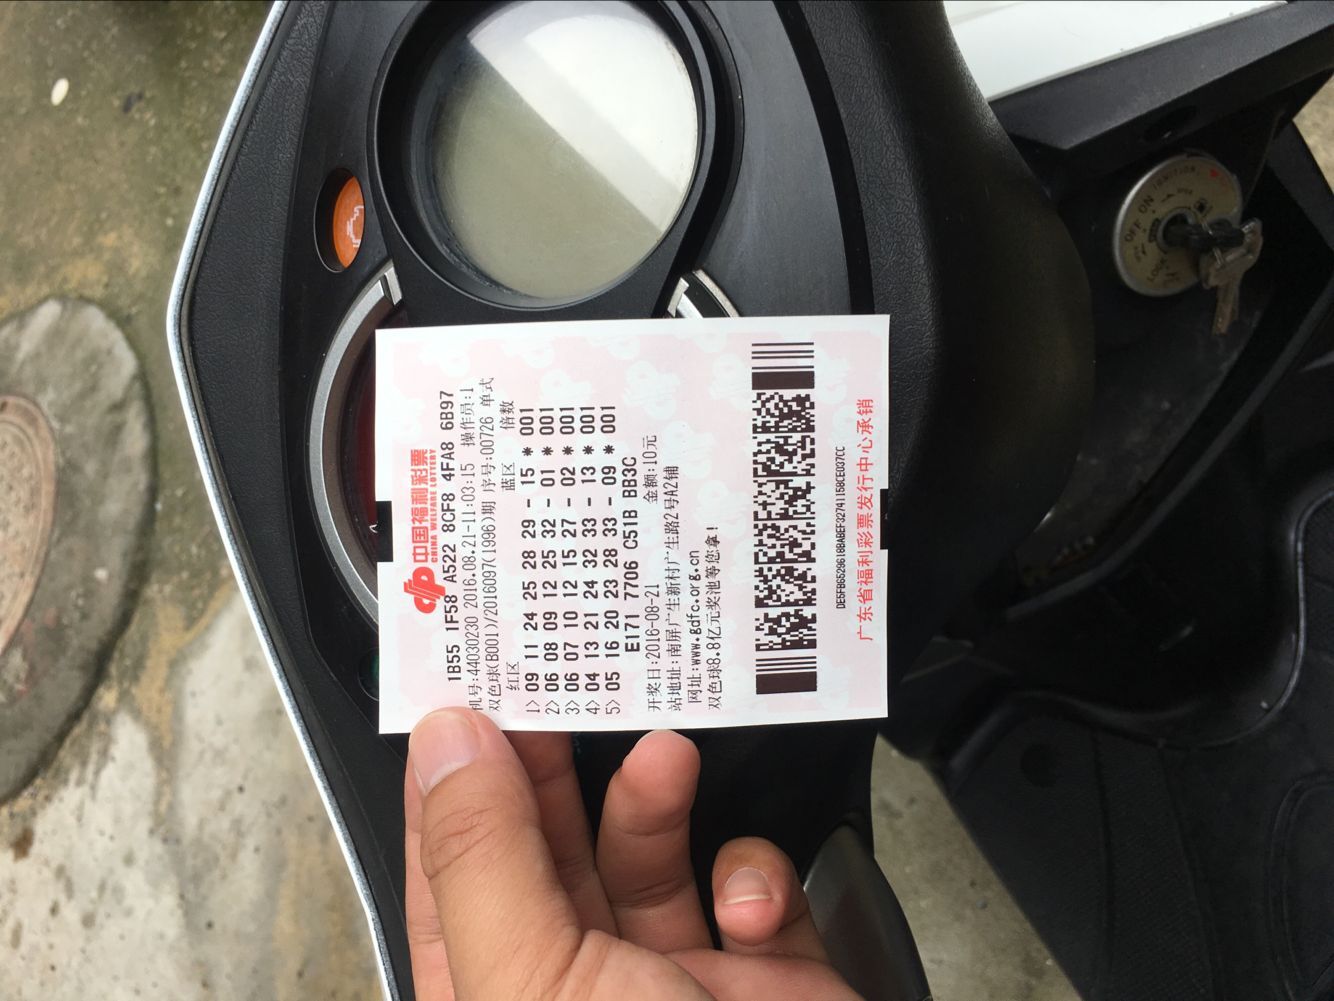 中国福利彩票
CHINA WELFARE LOTTERY
1B55 1F58 A522 8CF8 4FA8 6B97
机号:44030230 2016.08.21-11:03:15 操作员:1
双色球(B001)/2016097(1996)期 序号:00726 单式
红区 蓝区 倍数
1> 09 11 24 25 28 29 - 15 * 001
2> 06 08 09 12 25 32 - 01 * 001
3> 06 07 10 12 15 27 - 02 * 001
4> 04 13 21 24 32 33 - 13 * 001
5> 05 16 20 23 28 33 - 09 * 001
E171 7706 C51B BB3C
开奖日:2016-08-21 金额:10元
站地址:南屏广生新村广生路2号A2铺
网址:www.gdfc.org.cn
双色球8.8亿元奖池等您拿!
广东省福利彩票发行中心承销
IGNITION
OFF ON
LOCK